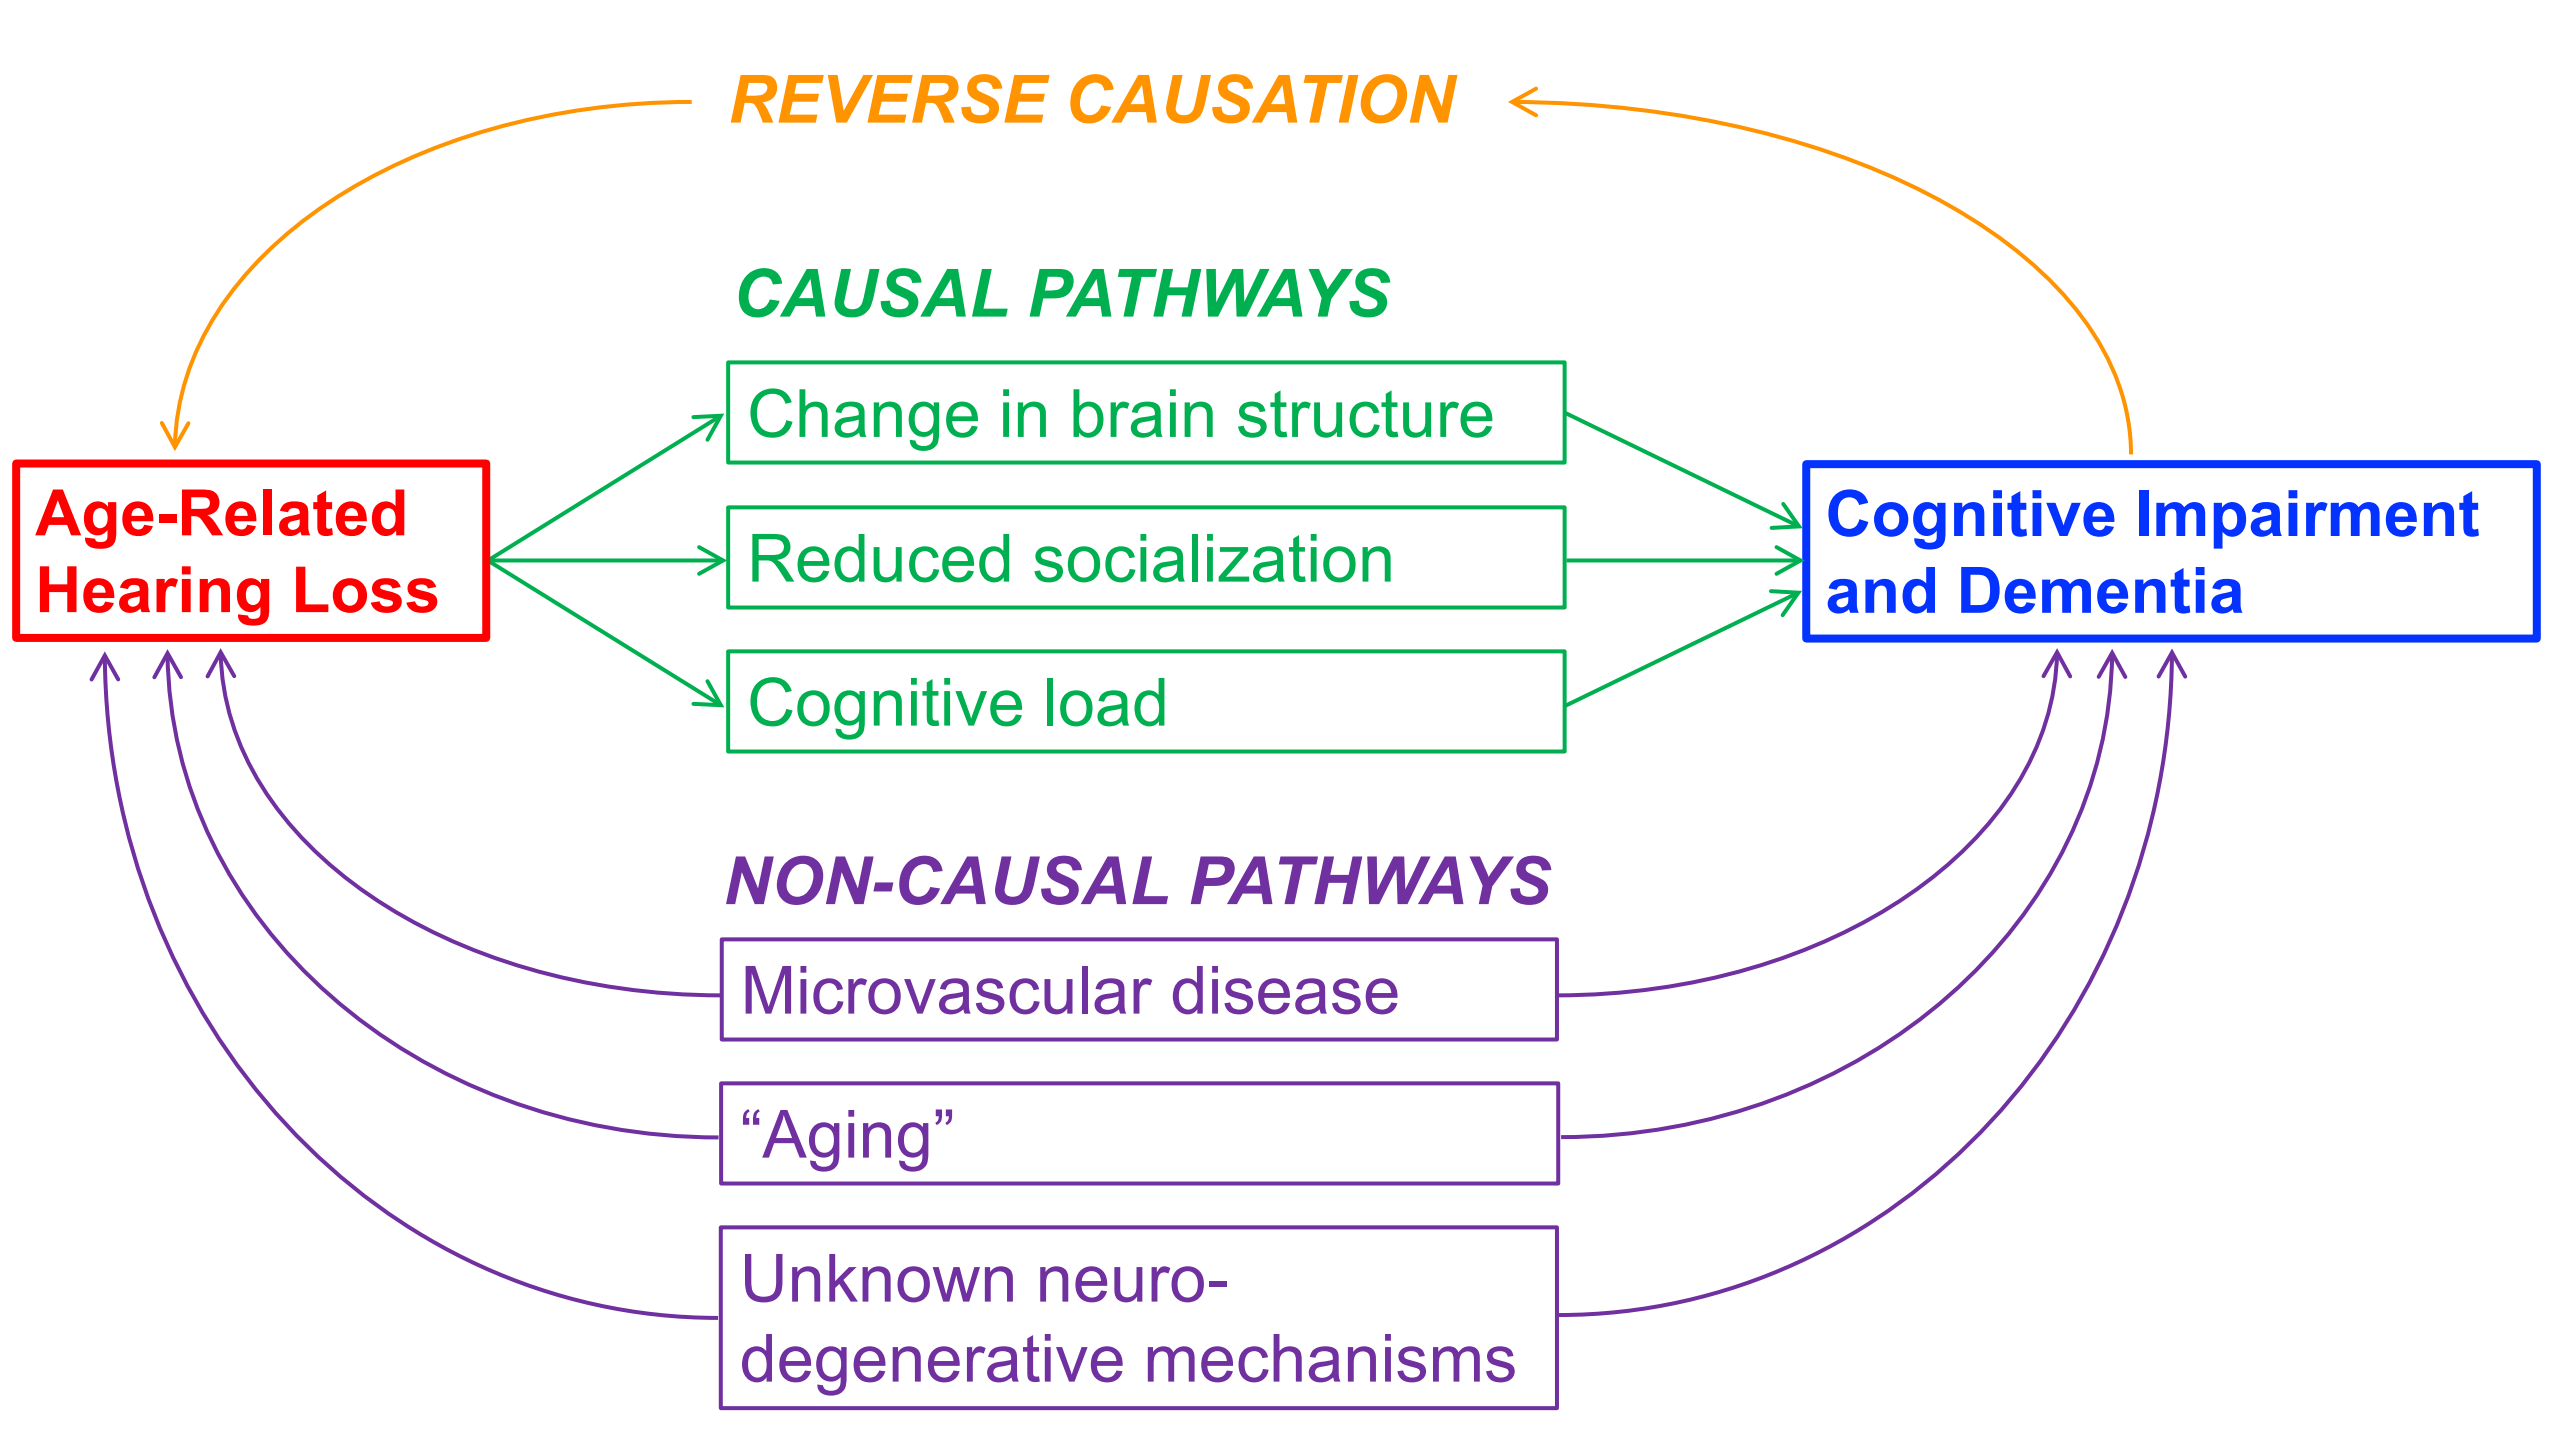 REVERSE CAUSATION
CAUSAL PATHWAYS
Change in brain structure
Age-Related
Hearing Loss
Reduced socialization
Cognitive Impairment
and Dementia
Cognitive load
NON-CAUSAL PATHWAYS
Microvascular disease
“Aging”
Unknown neuro-
degenerative mechanisms